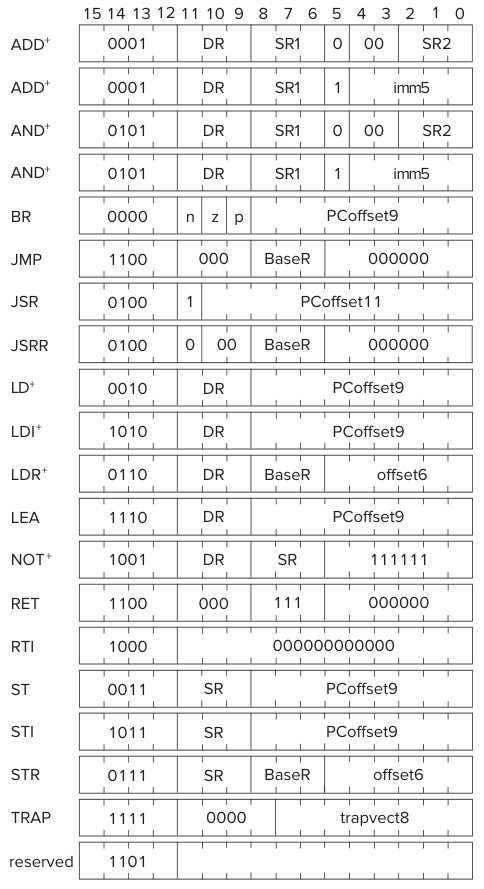 15 14 13 12 11 10 9 8 7 6 5 4 3 2 1 0
ADD+ 0001 DR SR1 0 00 SR2
ADD+ 0001 DR SR1 1 imm5
AND+ 0101 DR SR1 0 00 SR2
AND+ 0101 DR SR1 1 imm5
BR 0000 n z p PCoffset9
JMP 1100 000 BaseR 000000
JSR 0100 1 PCoffset11
JSRR 0100 0 00 BaseR 000000
LD+ 0010 DR PCoffset9
LDI+ 1010 DR PCoffset9
LDR+ 0110 DR BaseR offset6
LEA 1110 DR PCoffset9
NOT+ 1001 DR SR 111111
RET 1100 000 111 000000
RTI 1000 000000000000
ST 0011 SR PCoffset9
STI 1011 SR PCoffset9
STR 0111 SR BaseR offset6
TRAP 1111 0000 trapvect8
reserved 1101